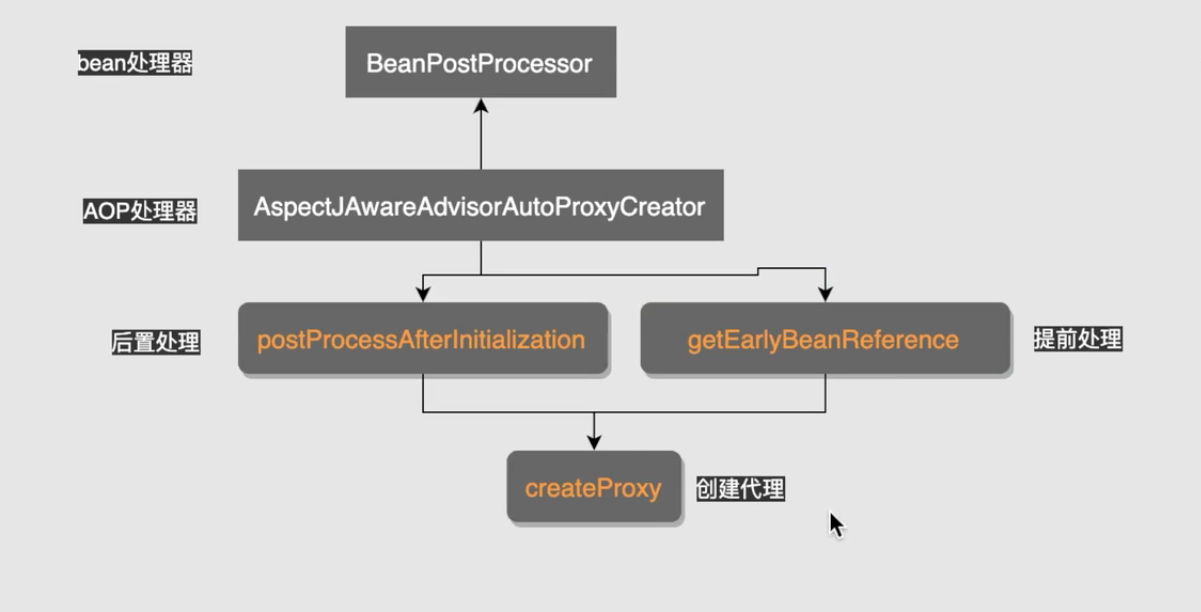 bean处理器
BeanPostProcessor
AOP处理器
AspectJAwareAdvisorAutoProxyCreator
后置处理
postProcessAfterInitialization
getEarlyBeanReference
提前处理
createProxy
创建代理